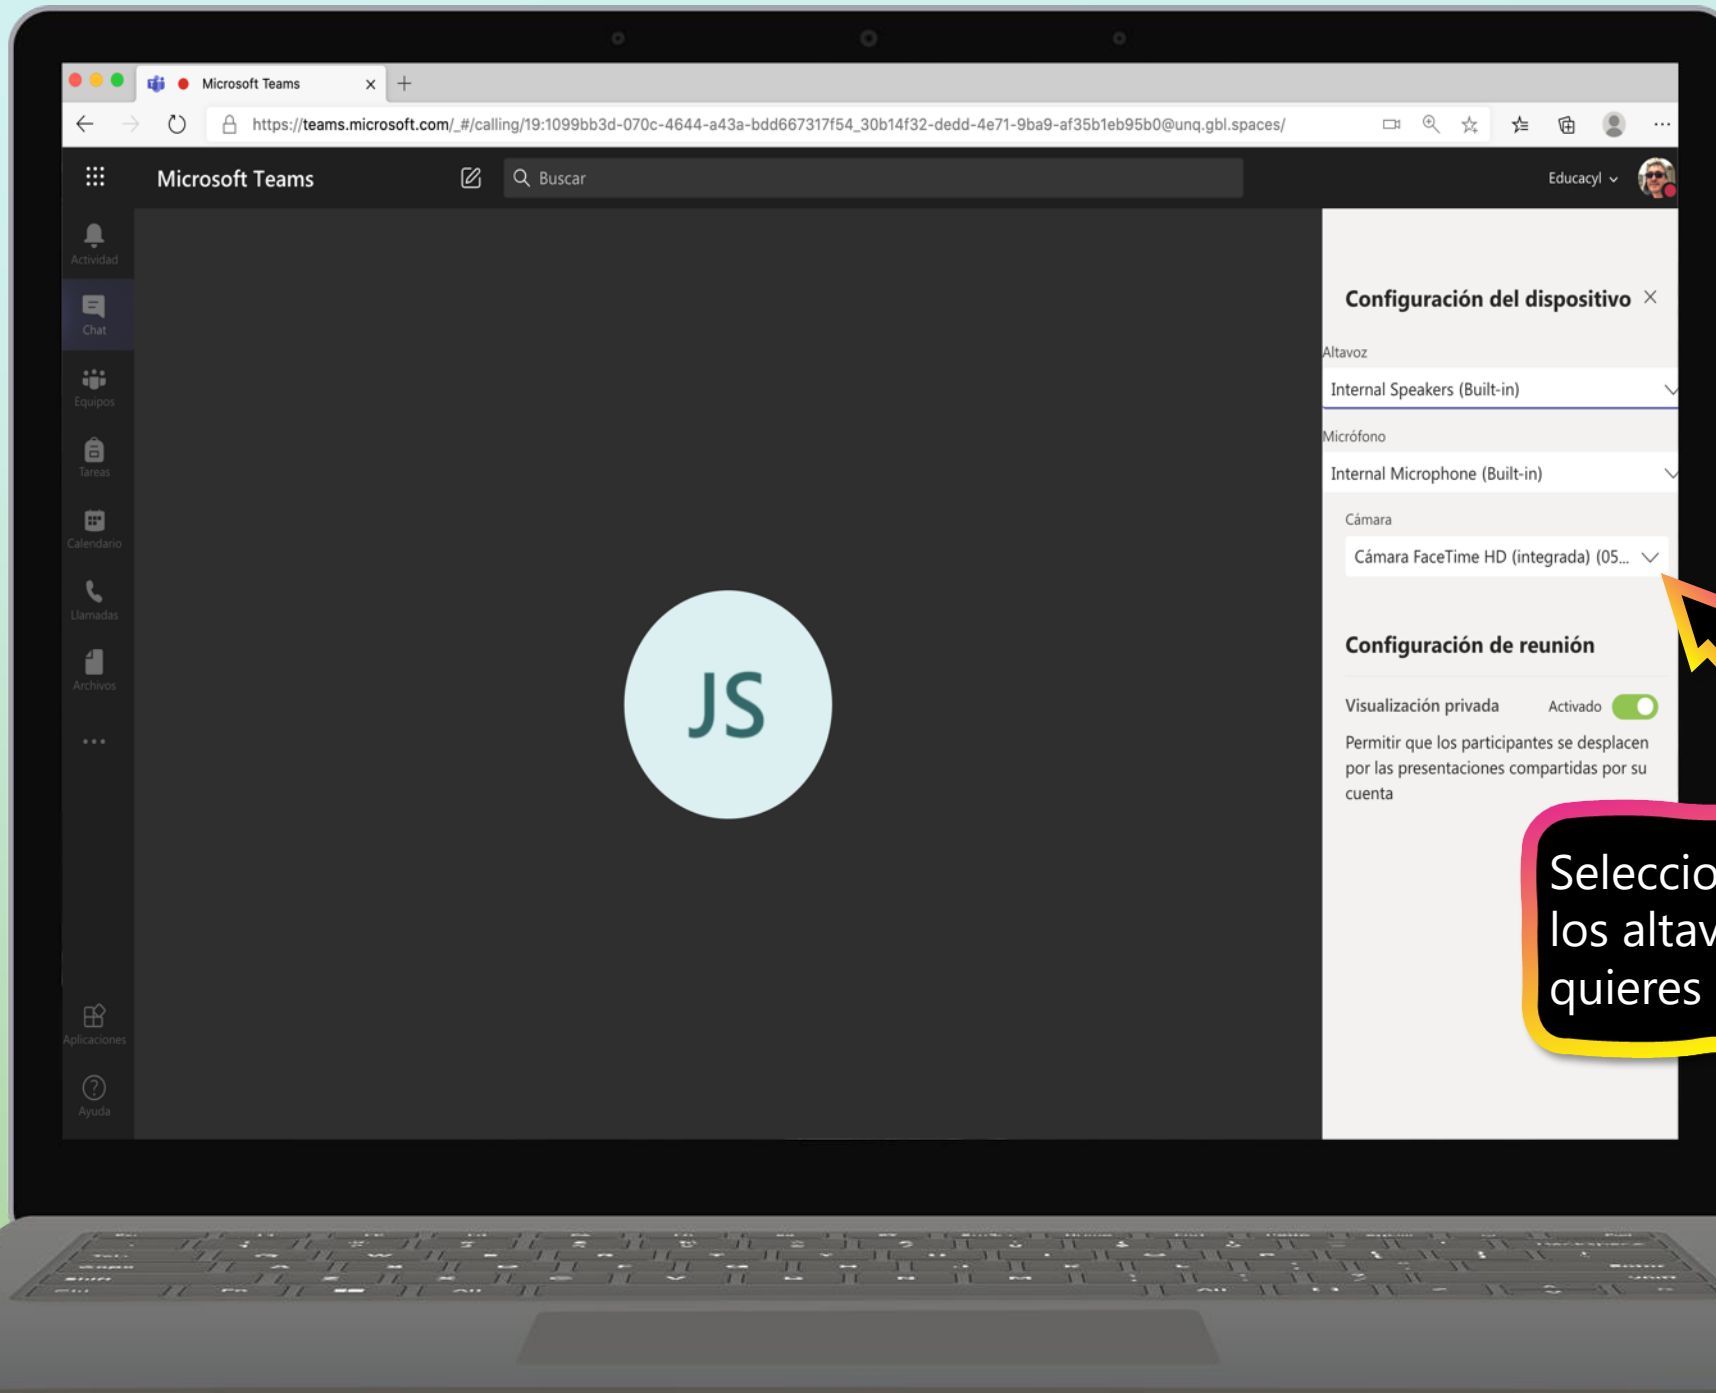 Microsoft Teams
https://teams.microsoft.com/_#/calling/19:1099bb3d-070c-4644-a43a-bdd667317f54_30b14f32-dedd-4e71-9ba9-af35b1eb95b0@unq.gbl.spaces/
Microsoft Teams
Buscar
Educacyl
Actividad
Chat
Equipos
Tareas
Calendario
Llamadas
Archivos
Aplicaciones
Ayuda
JS
Configuración del dispositivo
Altavoz
Internal Speakers (Built-in)
Micrófono
Internal Microphone (Built-in)
Cámara
Cámara FaceTime HD (integrada) (05...
Configuración de reunión
Visualización privada Activado
Permitir que los participantes se desplacen
por las presentaciones compartidas por su
cuenta
Seleccio
los altav
quieres